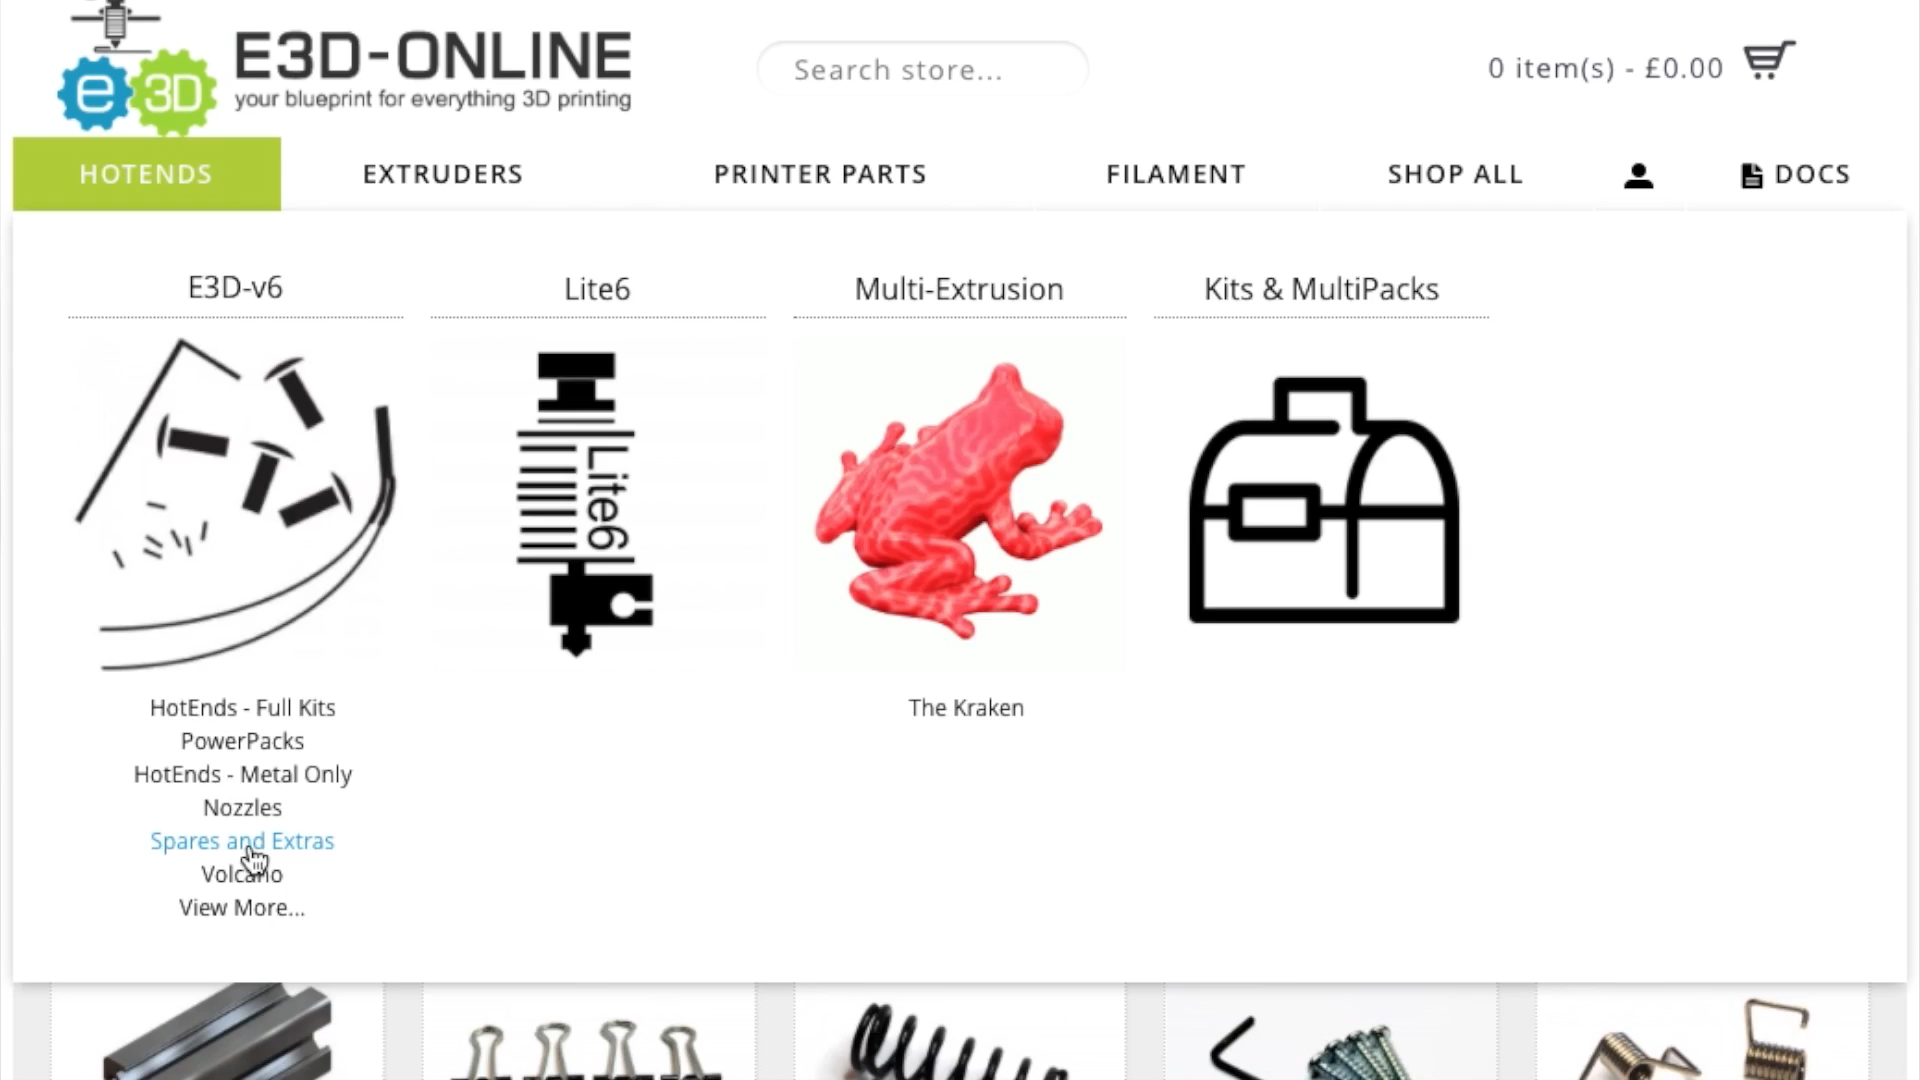 e3D
E3D-ONLINE
your blueprint for everything 3D printing
Search store...
0 item(s) - £0.00
HOTENDS
EXTRUDERS
PRINTER PARTS
FILAMENT
SHOP ALL
DOCS
E3D-v6
Lite6
Multi-Extrusion
Kits & MultiPacks
Lite6
HotEnds - Full Kits
PowerPacks
HotEnds - Metal Only
Nozzles
Spares and Extras
Volcano
View More...
The Kraken